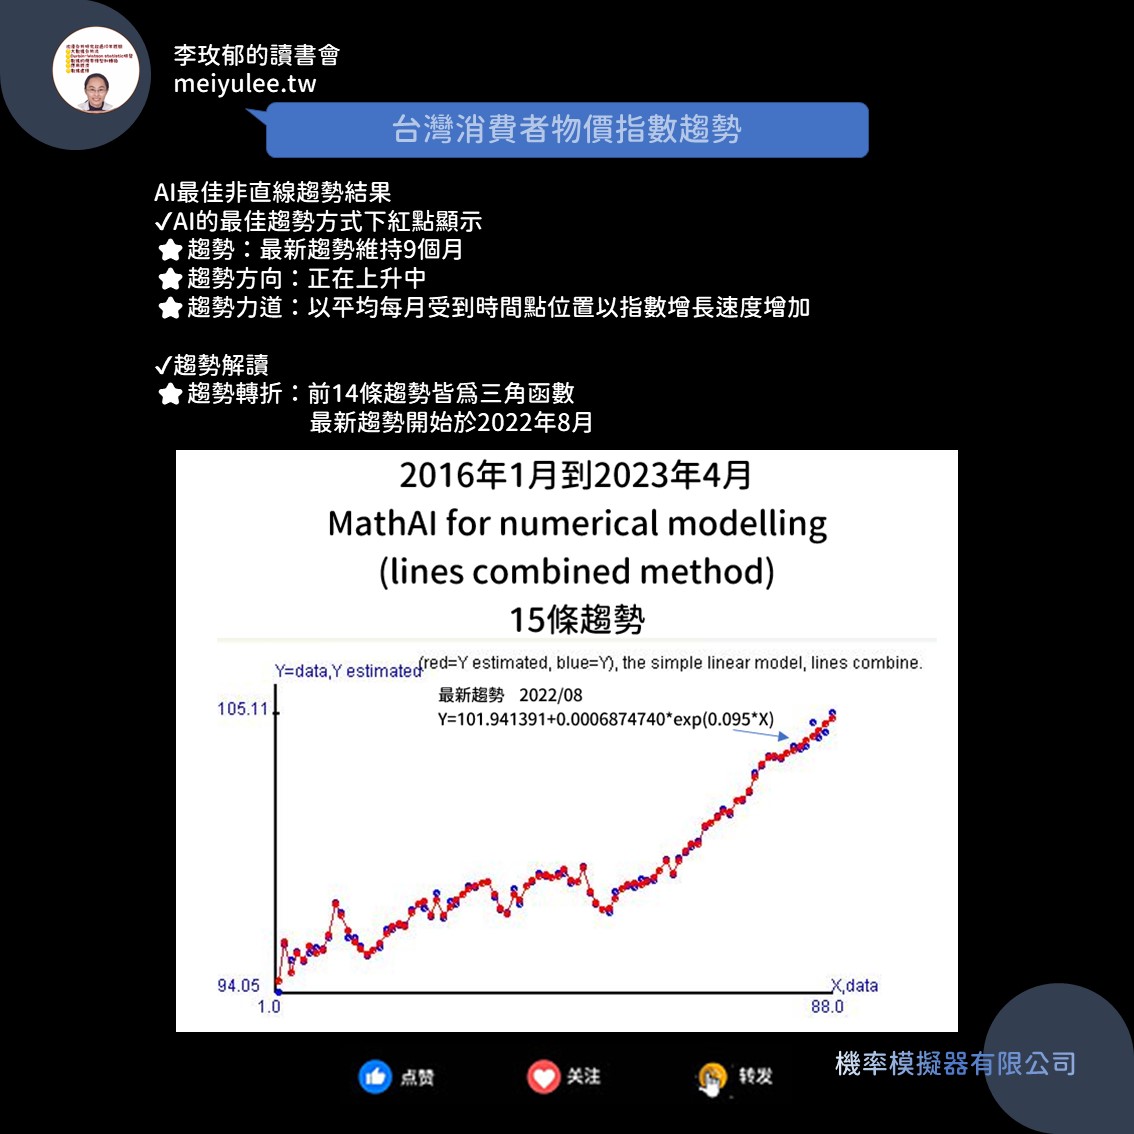 李玫郁的讀書會
meiyulee.tw
台灣消費者物價指數趨勢
AI最佳非直線趨勢結果
✓AI的最佳趨勢方式下紅點顯示
★趨勢：最新趨勢維持9個月
★趨勢方向：正在上升中
★趨勢力道：以平均每月受到時間點位置以指數增長速度增加
✓趨勢解讀
★趨勢轉折：前14條趨勢皆爲三角函數
最新趨勢開始於2022年8月
2016年1月到2023年4月
MathAI for numerical modelling
(lines combined method)
15條趨勢
Y=data,Y estimated
(red=Y estimated, blue=Y), the simple linear model, lines combine.
最新趨勢 2022/08
Y=101.941391+0.0006874740*exp(0.095*X)
105.11
94.05
X,data
1.0
88.0
機率模擬器有限公司
点赞
关注
转发